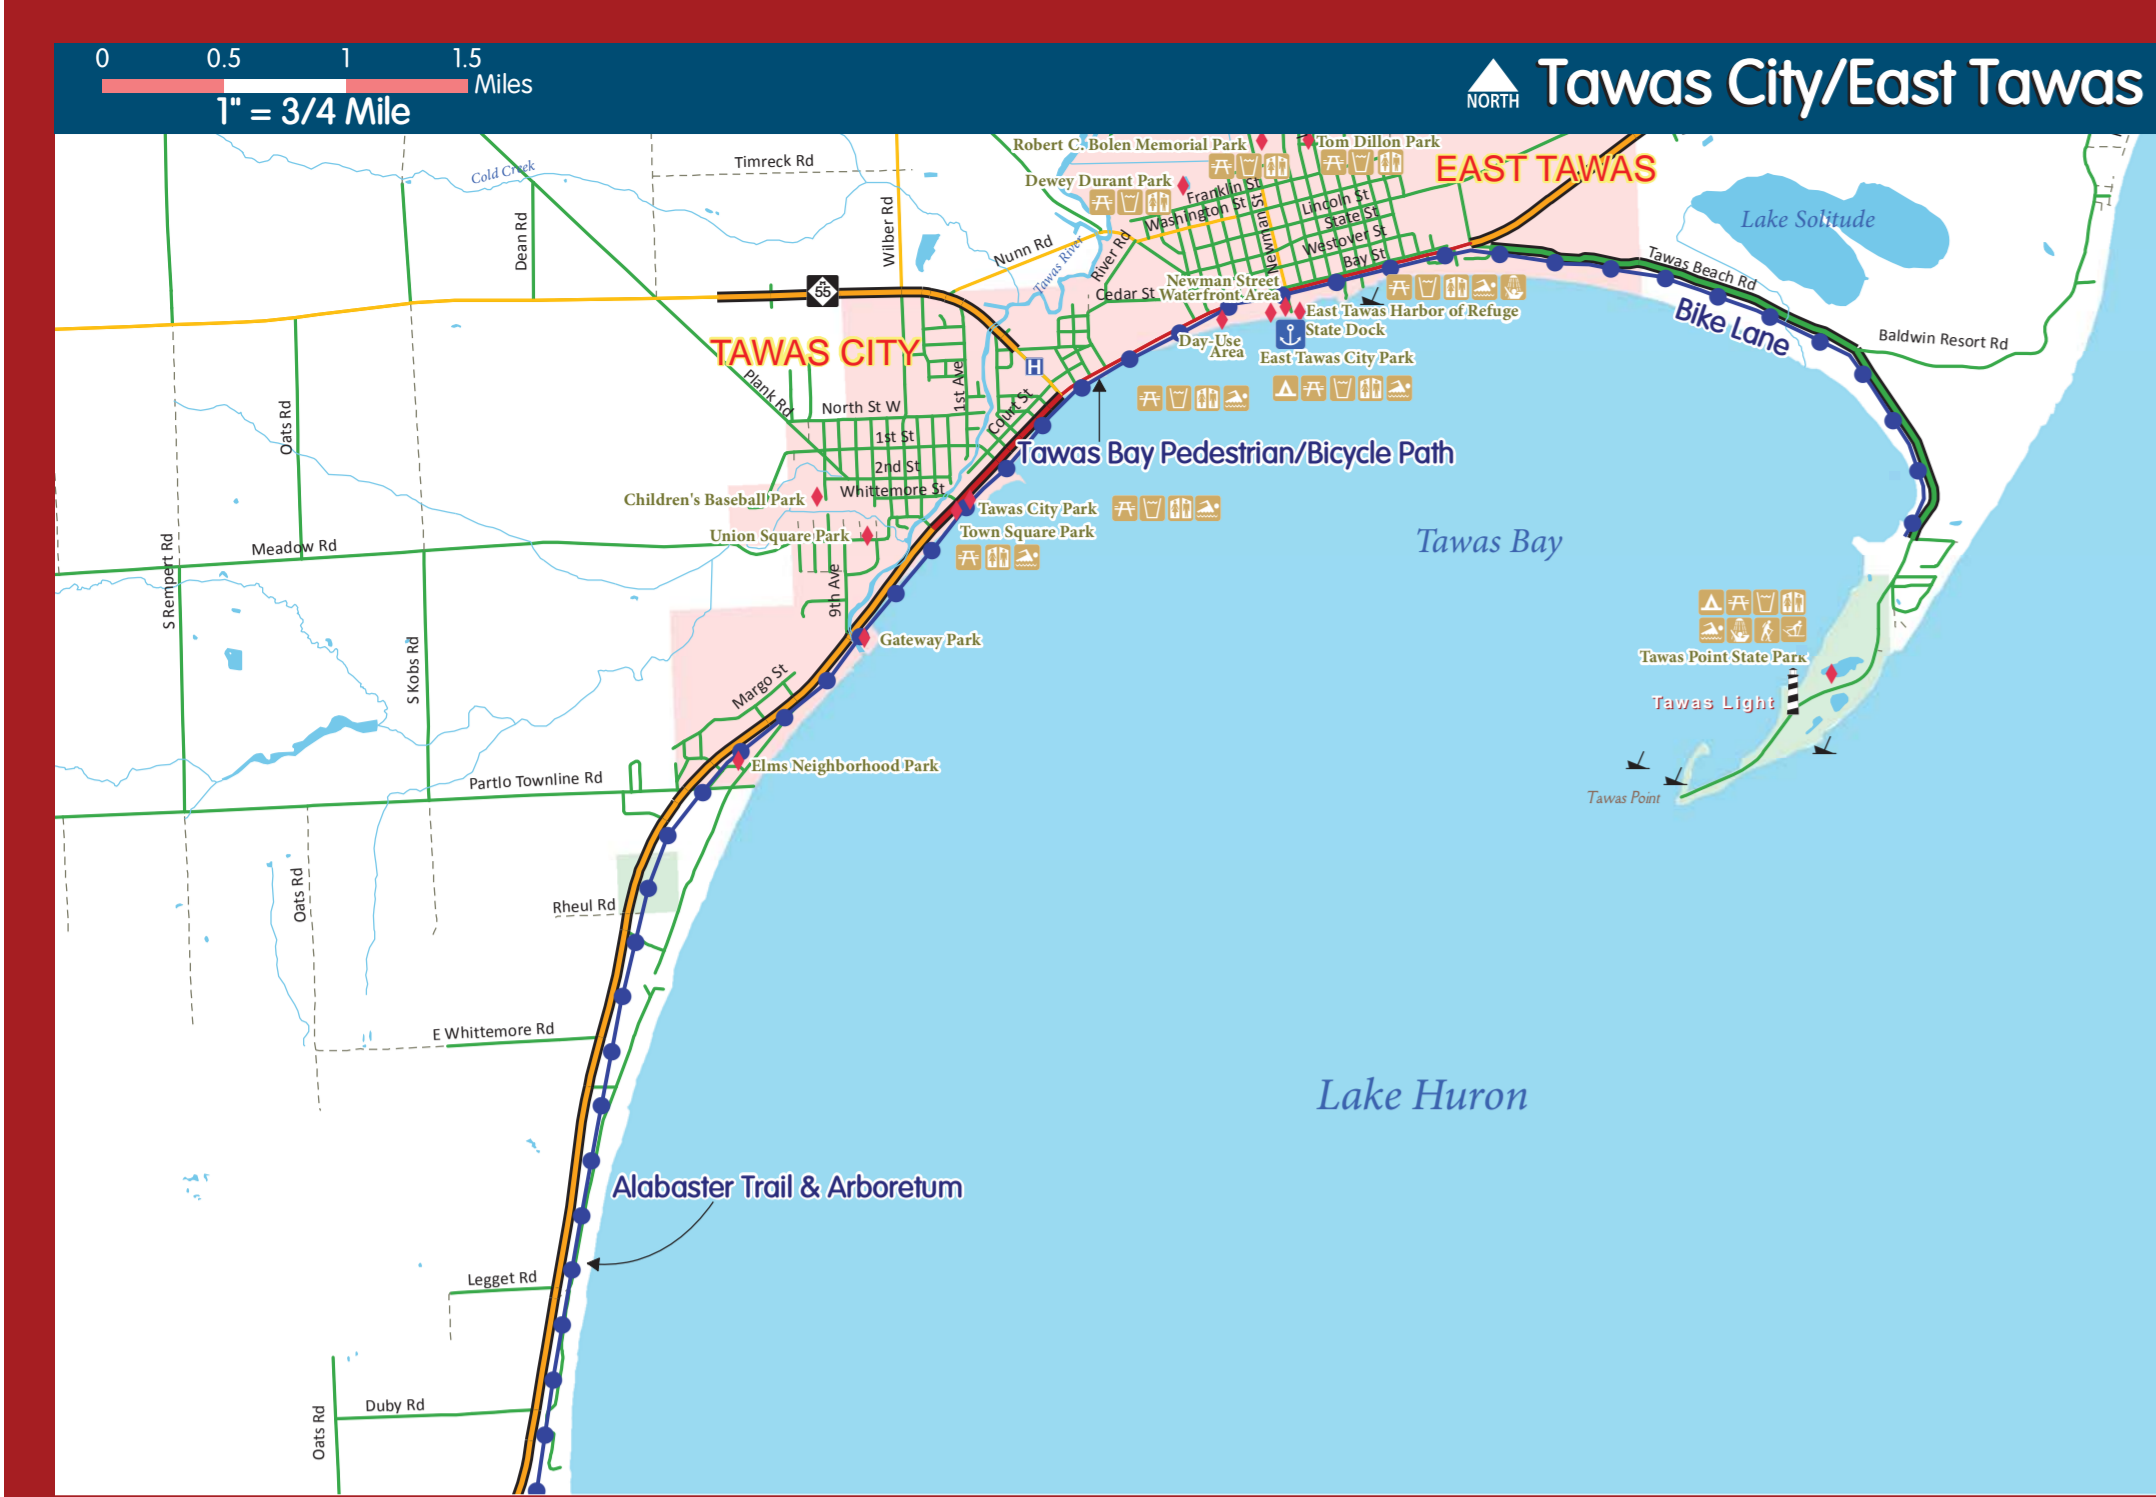 0 0.5 1 1.5
Miles
1" = 3/4 Mile
NORTH
Tawas City/East Tawas
Cold Creek
Timreck Rd
Robert C. Bolen Memorial Park
Tom Dillon Park
EAST TAWAS
Dewey Durant Park
Franklin St
Washington St
Lincoln St
State St
Westover St
Bay St
Newman St
Lake Solitude
Dean Rd
Wilber Rd
Nunn Rd
Tawas River
River Rd
Tawas Beach Rd
55
Cedar St
Newman Street
Waterfront Area
East Tawas Harbor of Refuge
State Dock
Bike Lane
Baldwin Resort Rd
TAWAS CITY
Day-Use
Area
East Tawas City Park
H
Plank Rd
1st Ave
Court St
North St W
Oats Rd
1st St
Tawas Bay Pedestrian/Bicycle Path
2nd St
Whittemore St
Children's Baseball Park
Tawas City Park
Union Square Park
Town Square Park
Tawas Bay
Meadow Rd
S Rempert Rd
9th Ave
Gateway Park
S Kobs Rd
Margo St
Tawas Point State Park
Tawas Light
Elms Neighborhood Park
Partlo Townline Rd
Tawas Point
Oats Rd
Rheul Rd
E Whittemore Rd
Lake Huron
Alabaster Trail & Arboretum
Legget Rd
Duby Rd
Oats Rd